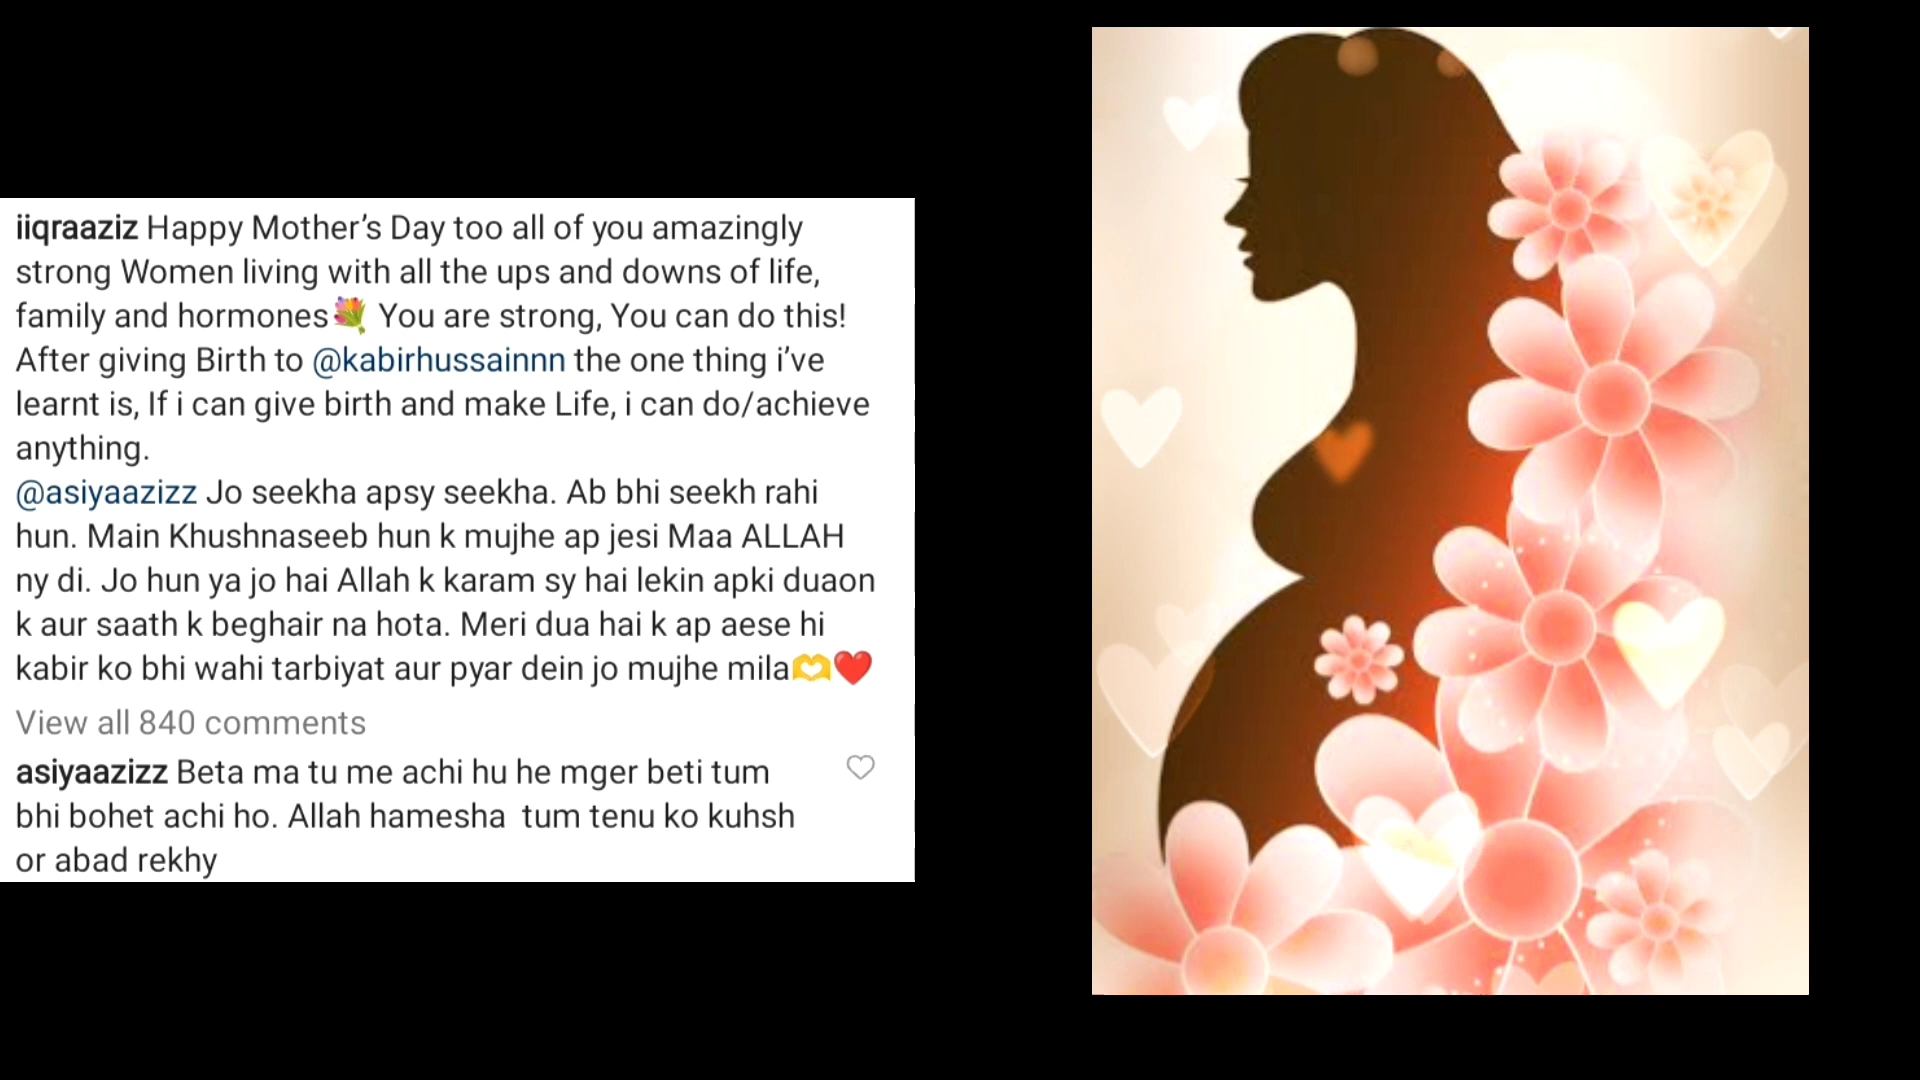 iiqraaziz Happy Mother’s Day too all of you amazingly
strong Women living with all the ups and downs of life,
family and hormones💐 You are strong, You can do this!
After giving Birth to @kabirhussainnn the one thing i’ve
learnt is, If i can give birth and make Life, i can do/achieve
anything.
@asiyaazizz Jo seekha apsy seekha. Ab bhi seekh rahi
hun. Main Khushnaseeb hun k mujhe ap jesi Maa ALLAH
ny di. Jo hun ya jo hai Allah k karam sy hai lekin apki duaon
k aur saath k beghair na hota. Meri dua hai k ap aese hi
kabir ko bhi wahi tarbiyat aur pyar dein jo mujhe mila🫶❤️
View all 840 comments
asiyaazizz Beta ma tu me achi hu he mger beti tum
bhi bohet achi ho. Allah hamesha  tum tenu ko kuhsh
or abad rekhy